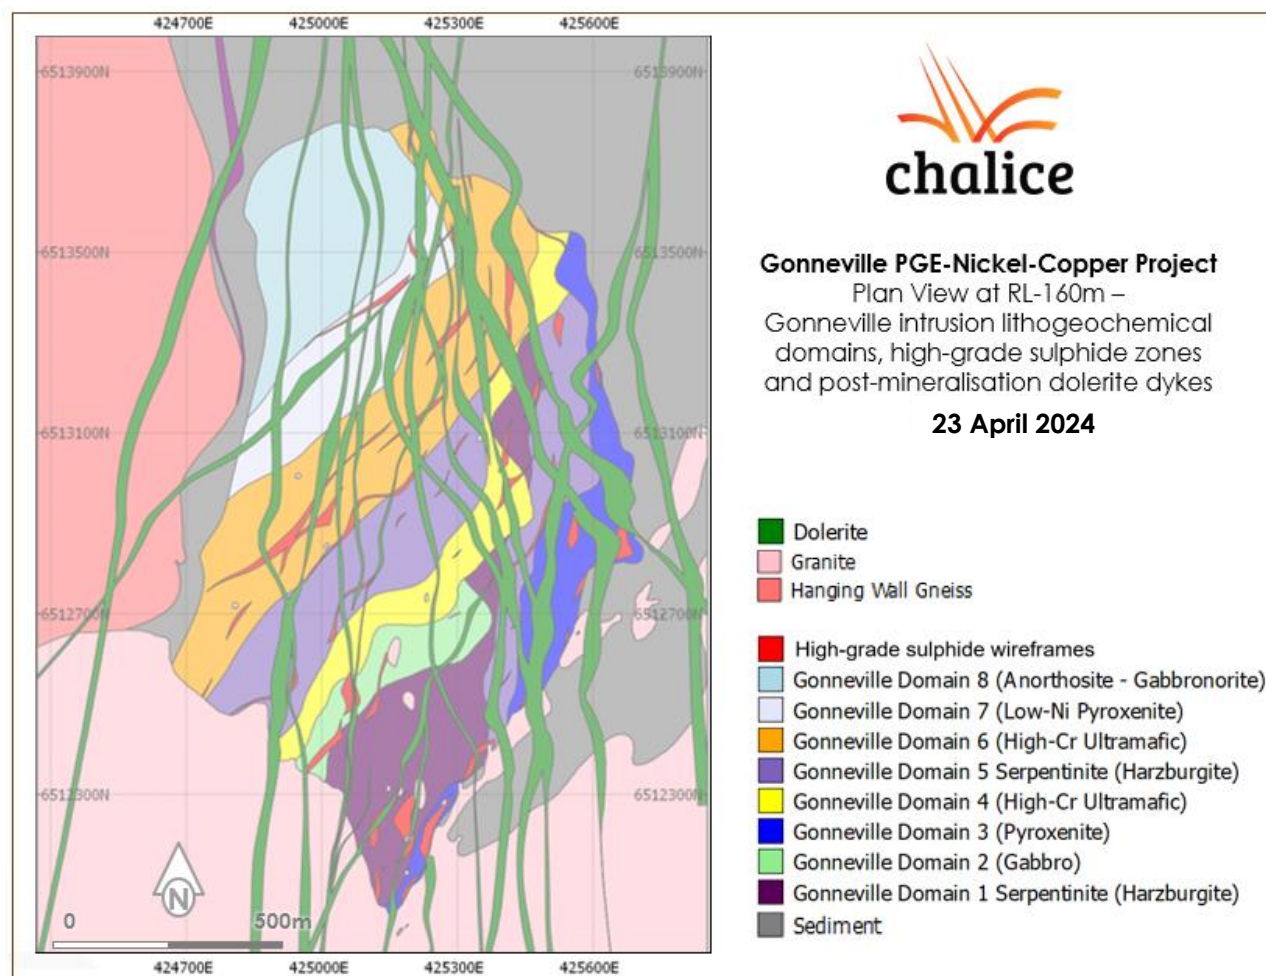 424700E 425000E 425300E 425600E
6513900N 6513900N
6513500N 6513500N
6513100N 6513100N
6512700N 6512700N
6512300N 6512300N
N
0 500m
424700E 425000E 425300E 425600E
chalice
Gonneville PGE-Nickel-Copper Project
Plan View at RL-160m –
Gonneville intrusion lithogeochemical
domains, high-grade sulphide zones
and post-mineralisation dolerite dykes
23 April 2024
Dolerite
Granite
Hanging Wall Gneiss
High-grade sulphide wireframes
Gonneville Domain 8 (Anorthosite - Gabbronorite)
Gonneville Domain 7 (Low-Ni Pyroxenite)
Gonneville Domain 6 (High-Cr Ultramafic)
Gonneville Domain 5 Serpentinite (Harzburgite)
Gonneville Domain 4 (High-Cr Ultramafic)
Gonneville Domain 3 (Pyroxenite)
Gonneville Domain 2 (Gabbro)
Gonneville Domain 1 Serpentinite (Harzburgite)
Sediment